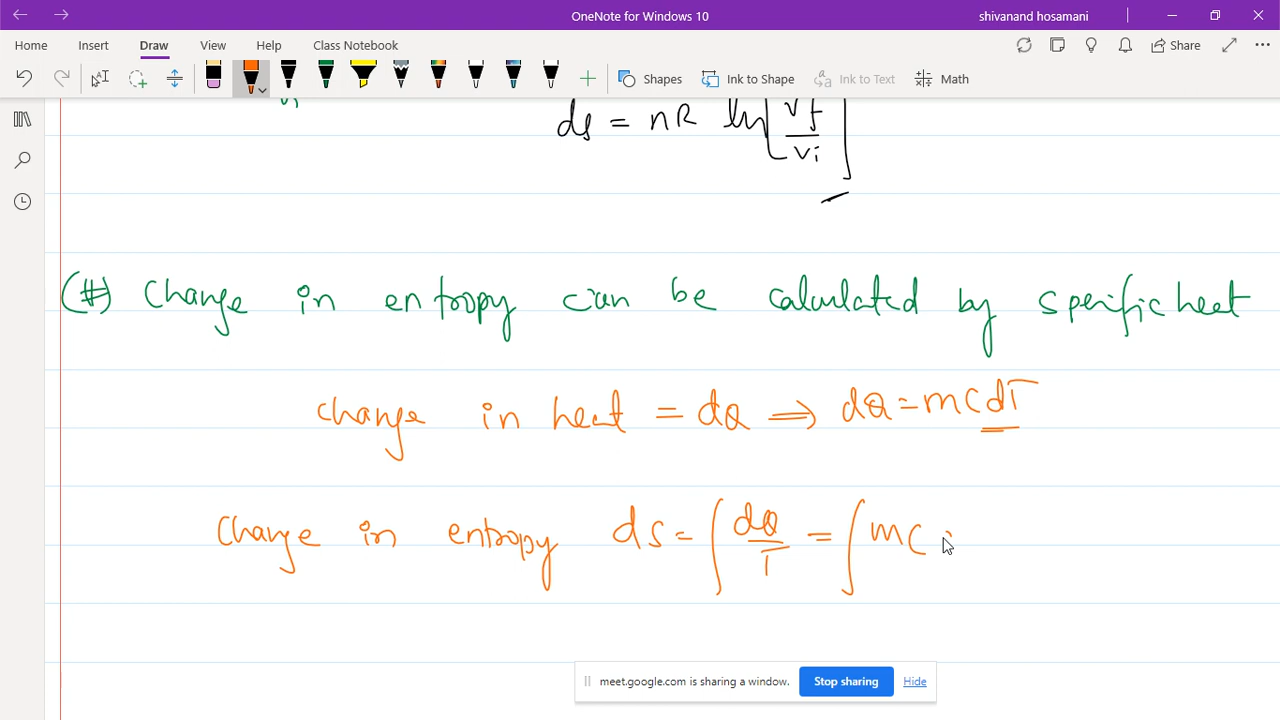 OneNote for Windows 10
shivanand hosamani
Home Insert Draw View Help Class Notebook
Share
Shapes Ink to Shape Ink to Text Math
vi
ds = nR ln[vf/vi]
(#) Change in entropy can be calculated by specific heat
change in heat = dQ ⟹ dQ = mCdT
Change in entropy ds = ∫ dQ/T = ∫ mC
meet.google.com is sharing a window. Stop sharing Hide